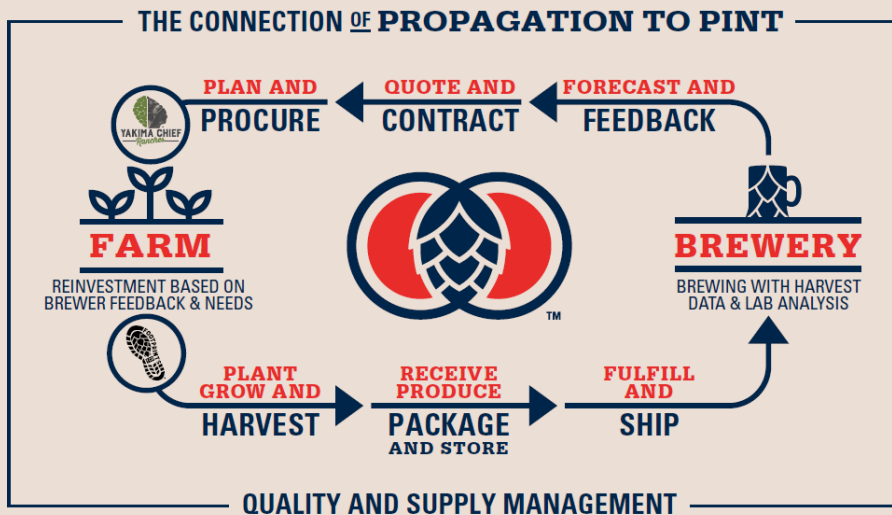 THE CONNECTION OF PROPAGATION TO PINT
PLAN AND
PROCURE
QUOTE AND
CONTRACT
FORECAST AND
FEEDBACK
YAKIMA CHIEF
Ranches
FARM
REINVESTMENT BASED ON
BREWER FEEDBACK & NEEDS
BREWERY
BREWING WITH HARVEST
DATA & LAB ANALYSIS
TM
PLANT
GROW AND
HARVEST
RECEIVE
PRODUCE
PACKAGE
AND STORE
FULFILL
AND
SHIP
QUALITY AND SUPPLY MANAGEMENT